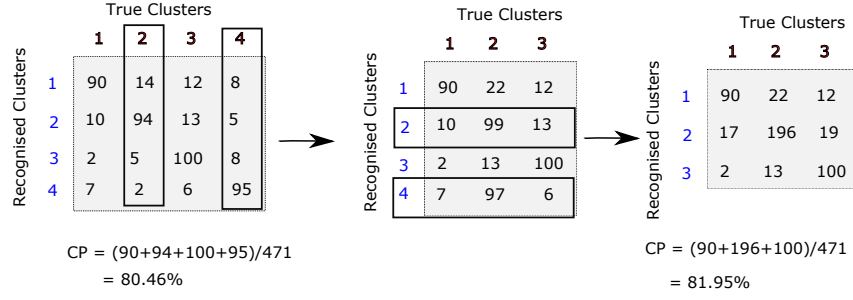 True Clusters
1 2 3 4
Recognised Clusters
1 90 14 12 8
2 10 94 13 5
3 2 5 100 8
4 7 2 6 95
CP = (90+94+100+95)/471
= 80.46%
True Clusters
1 2 3
Recognised Clusters
1 90 22 12
2 10 99 13
3 2 13 100
4 7 97 6
True Clusters
1 2 3
Recognised Clusters
1 90 22 12
2 17 196 19
3 2 13 100
CP = (90+196+100)/471
= 81.95%